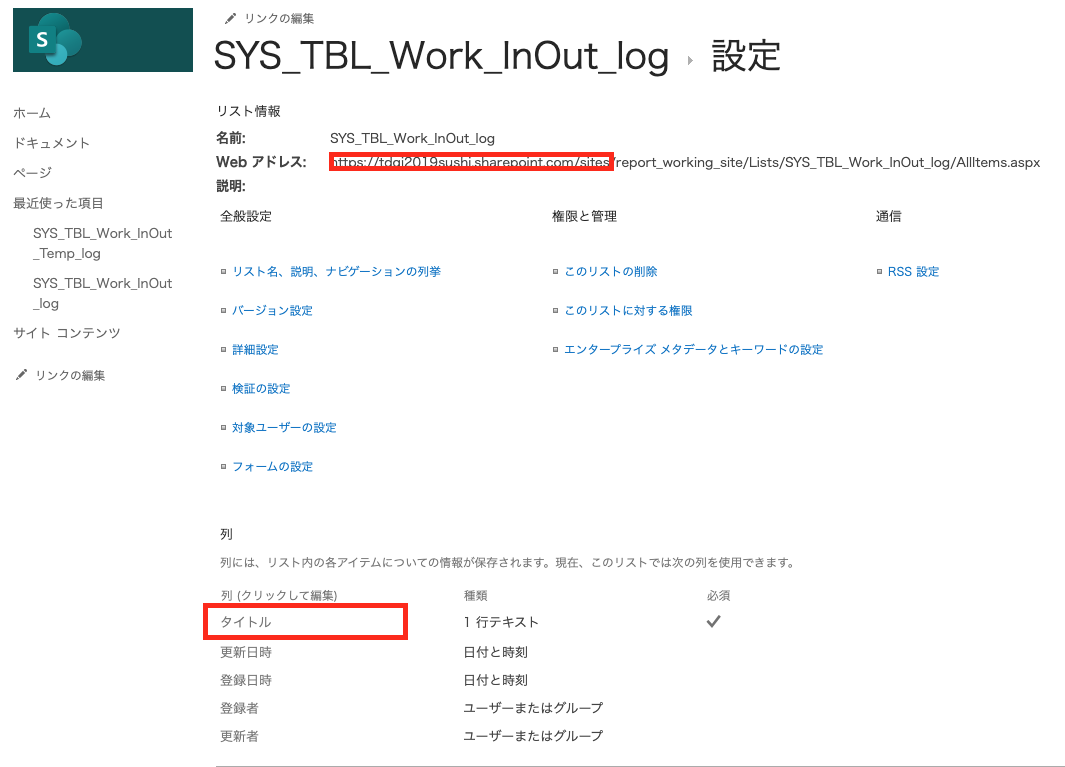 S
リンクの編集
SYS_TBL_Work_InOut_log ▸ 設定
ホーム
ドキュメント
ページ
最近使った項目
SYS_TBL_Work_InOut
_Temp_log
SYS_TBL_Work_InOut
_log
サイト コンテンツ
リンクの編集
リスト情報
名前: SYS_TBL_Work_InOut_log
Web アドレス: /report_working_site/Lists/SYS_TBL_Work_InOut_log/AllItems.aspx
説明:
全般設定 権限と管理 通信
リスト名、説明、ナビゲーションの列挙 このリストの削除 RSS 設定
バージョン設定 このリストに対する権限
詳細設定 エンタープライズ メタデータとキーワードの設定
検証の設定
対象ユーザーの設定
フォームの設定
列
列には、リスト内の各アイテムについての情報が保存されます。現在、このリストでは次の列を使用できます。
列 (クリックして編集) 種類 必須
タイトル 1 行テキスト ✔
更新日時 日付と時刻
登録日時 日付と時刻
登録者 ユーザーまたはグループ
更新者 ユーザーまたはグループ